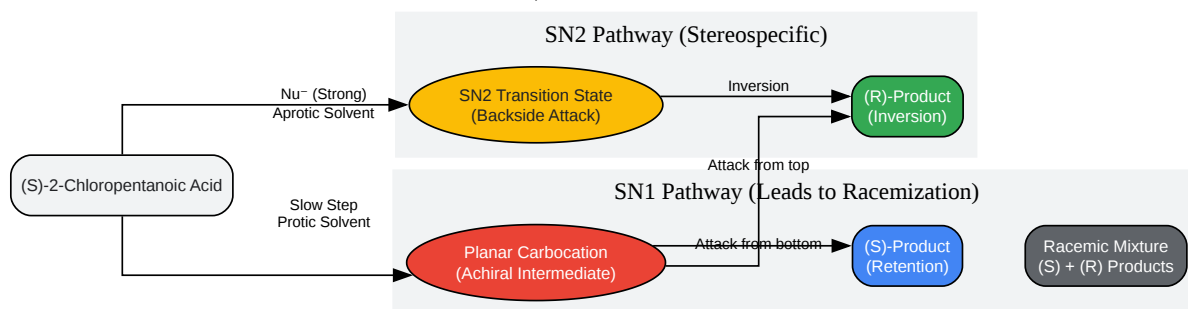 SN2 Pathway (Stereospecific)
Nu⁻ (Strong)
Aprotic Solvent
SN2 Transition State
(Backside Attack)
Inversion
(R)-Product
(Inversion)
(S)-2-Chloropentanoic Acid
Attack from top
SN1 Pathway (Leads to Racemization)
Slow Step
Protic Solvent
Planar Carbocation
(Achiral Intermediate)
Attack from bottom
(S)-Product
(Retention)
Racemic Mixture
(S) + (R) Products